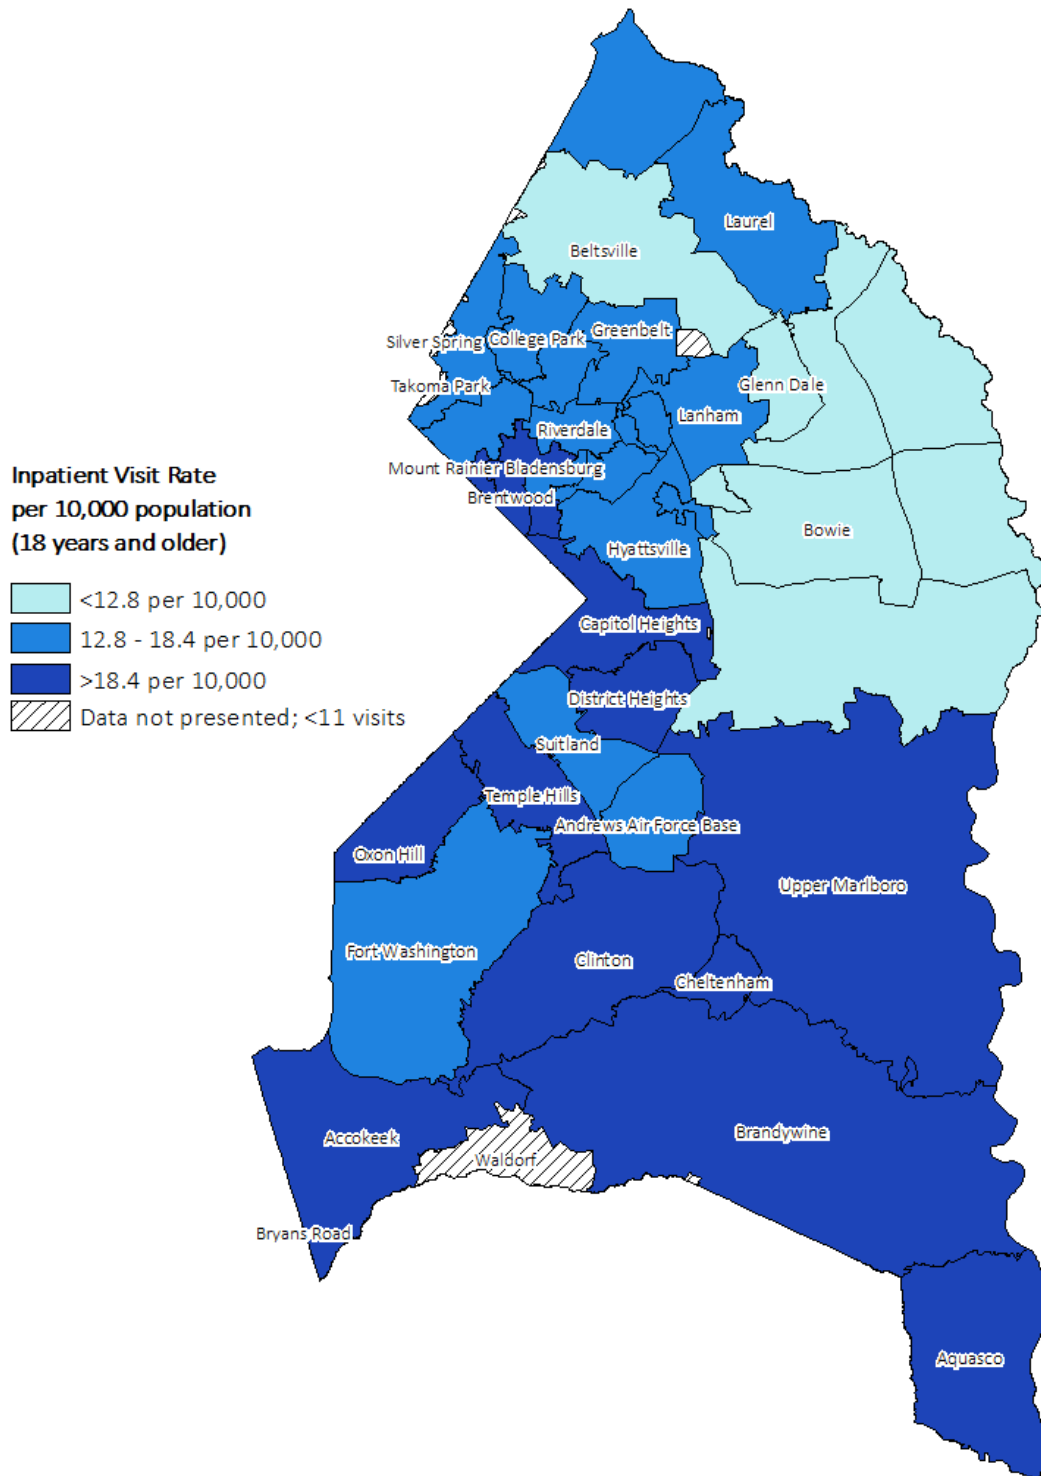 Laurel
Beltsville
Greenbelt
Silver Spring
College Park
Takoma Park
Glenn Dale
Lanham
Riverdale
Mount Rainier
Bladensburg
Brentwood
Bowie
Hyattsville
Inpatient Visit Rate
per 10,000 population
(18 years and older)
<12.8 per 10,000
12.8 - 18.4 per 10,000
>18.4 per 10,000
Data not presented; <11 visits
Capitol Heights
District Heights
Suitland
Temple Hills
Andrews Air Force Base
Oxon Hill
Upper Marlboro
Fort Washington
Clinton
Cheltenham
Accokeek
Brandywine
Waldorf
Bryans Road
Aquasco